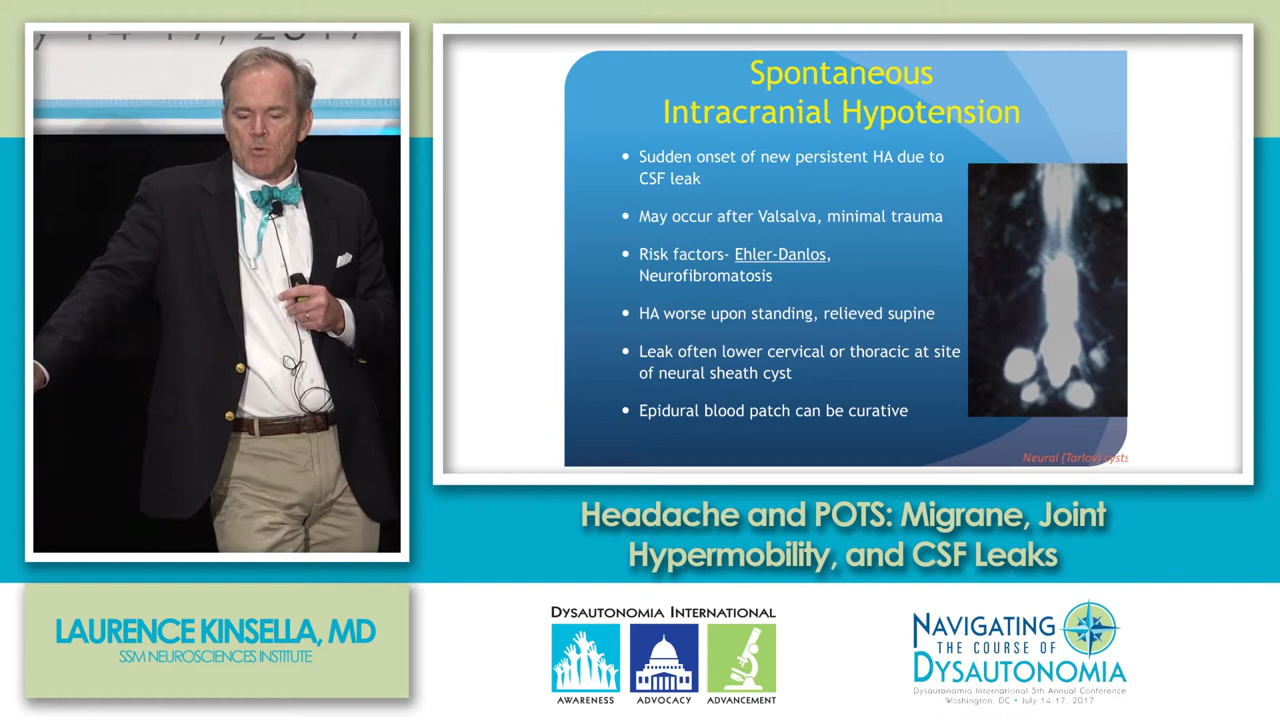 y 14-17, 2017
Spontaneous
Intracranial Hypotension
• Sudden onset of new persistent HA due to
CSF leak
• May occur after Valsalva, minimal trauma
• Risk factors- Ehler-Danlos,
Neurofibromatosis
• HA worse upon standing, relieved supine
• Leak often lower cervical or thoracic at site
of neural sheath cyst
• Epidural blood patch can be curative
Neural (Tarlov) cysts
Headache and POTS: Migrane, Joint
Hypermobility, and CSF Leaks
LAURENCE KINSELLA, MD
SSM NEUROSCIENCES INSTITUTE
DYSAUTONOMIA INTERNATIONAL
AWARENESS ADVOCACY ADVANCEMENT
NAVIGATING
THE COURSE OF
DYSAUTONOMIA
Dysautonomia International 5th Annual Conference
Washington, DC • July 14-17, 2017